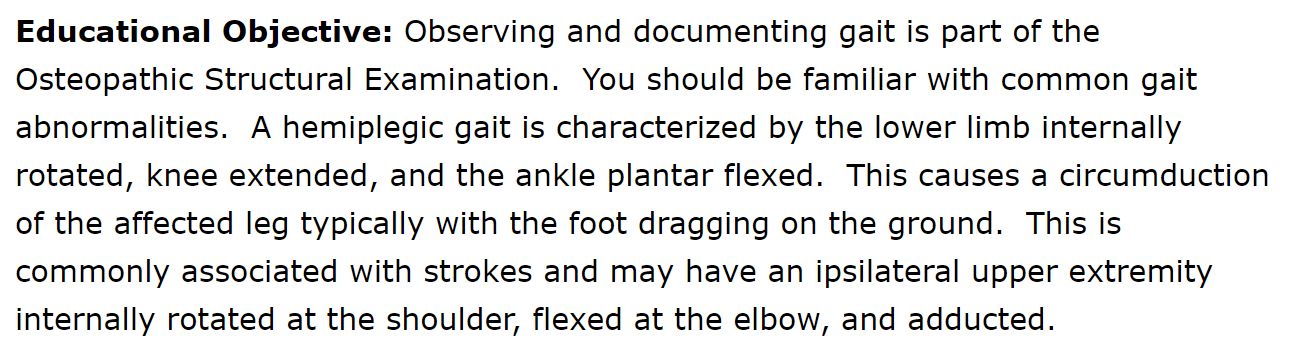 Educational Objective: Observing and documenting gait is part of the
Osteopathic Structural Examination.  You should be familiar with common gait
abnormalities.  A hemiplegic gait is characterized by the lower limb internally
rotated, knee extended, and the ankle plantar flexed.  This causes a circumduction
of the affected leg typically with the foot dragging on the ground.  This is
commonly associated with strokes and may have an ipsilateral upper extremity
internally rotated at the shoulder, flexed at the elbow, and adducted.